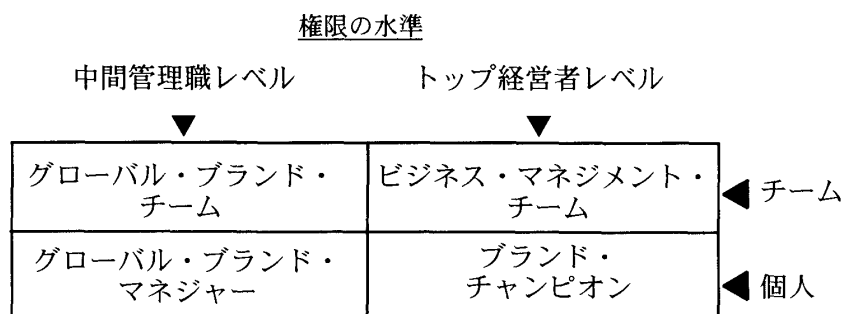 権限の水準
中間管理職レベル
トップ経営者レベル
グローバル・ブランド・
チーム
ビジネス・マネジメント・
チーム
チーム
グローバル・ブランド・
マネジャー
ブランド・
チャンピオン
個人